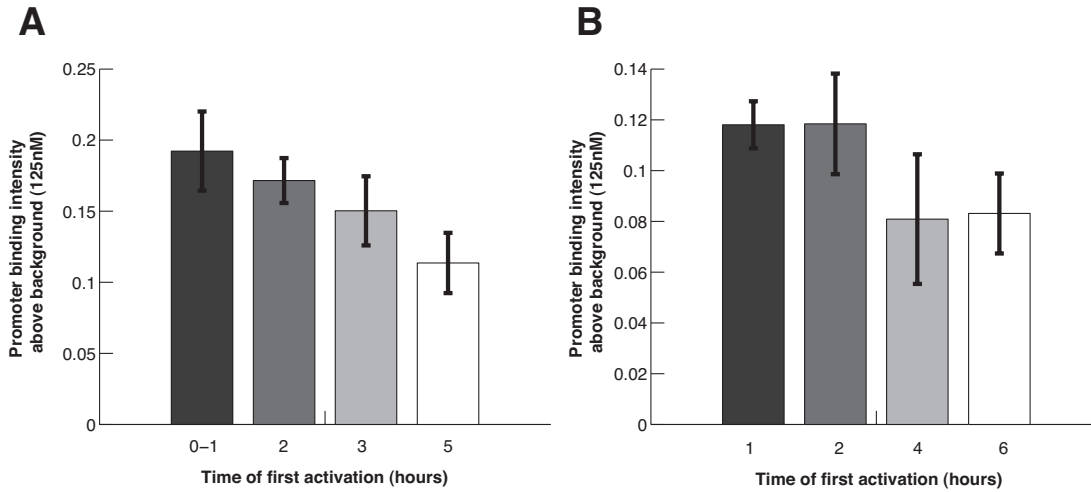 A
Promoter binding intensity
above background (125nM)
0.25
0.2
0.15
0.1
0.05
0
0–1 2 3 5
Time of first activation (hours)
B
Promoter binding intensity
above background (125nM)
0.14
0.12
0.1
0.08
0.06
0.04
0.02
0
1 2 4 6
Time of first activation (hours)